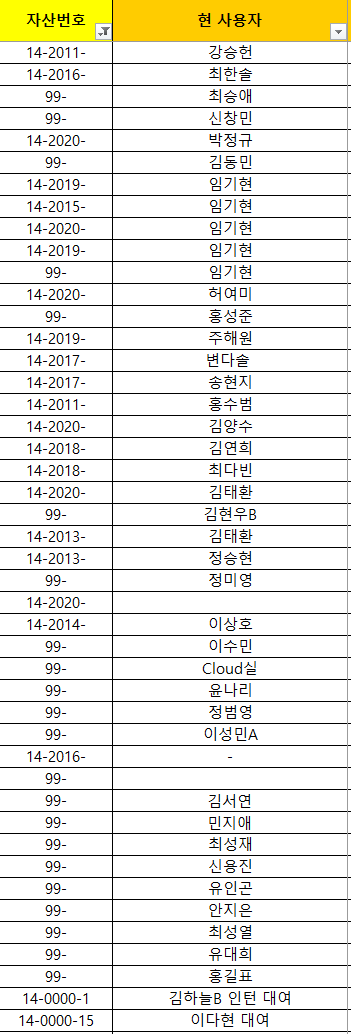 자산번호 현 사용자
14-2011- 강승헌
14-2016- 최한솔
99- 최승애
99- 신창민
14-2020- 박정규
99- 김동민
14-2019- 임기현
14-2015- 임기현
14-2020- 임기현
14-2019- 임기현
99- 임기현
14-2020- 허여미
99- 홍성준
14-2019- 주해원
14-2017- 변다솔
14-2017- 송현지
14-2011- 홍수범
14-2020- 김양수
14-2018- 김연희
14-2018- 최다빈
14-2020- 김태환
99- 김현우B
14-2013- 김태환
14-2013- 정승현
99- 정미영
14-2020-
14-2014- 이상호
99- 이수민
99- Cloud실
99- 윤나리
99- 정범영
99- 이성민A
14-2016- -
99-
99- 김서연
99- 민지애
99- 최성재
99- 신용진
99- 유인곤
99- 안지은
99- 최성열
99- 유대희
99- 홍길표
14-0000-1 김하늘B 인턴 대여
14-0000-15 이다현 대여